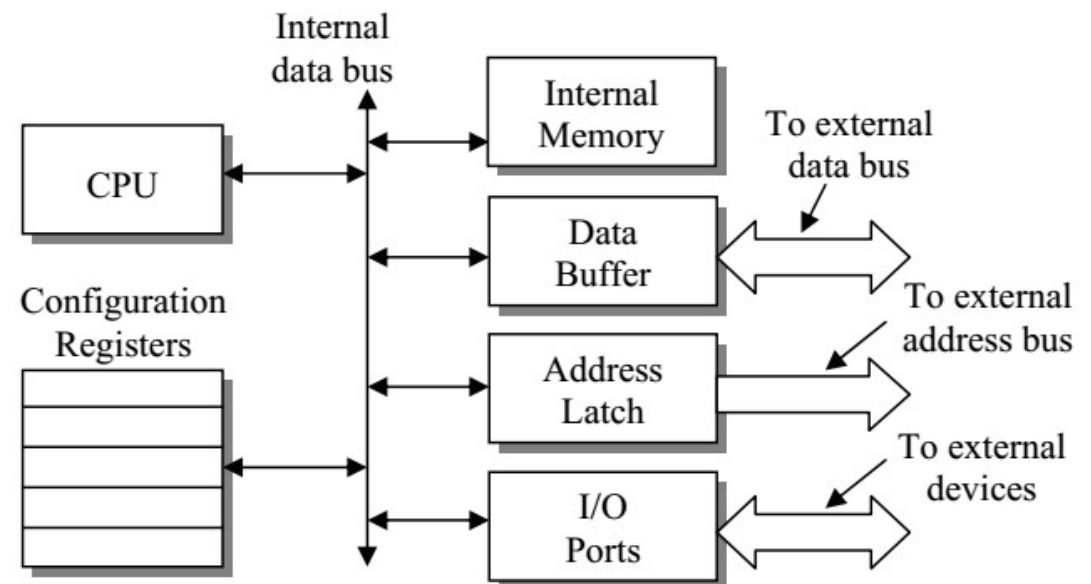 Internal
data bus
Internal
Memory
CPU
To external
data bus
Data
Buffer
Configuration
Registers
To external
address bus
Address
Latch
To external
devices
I/O
Ports